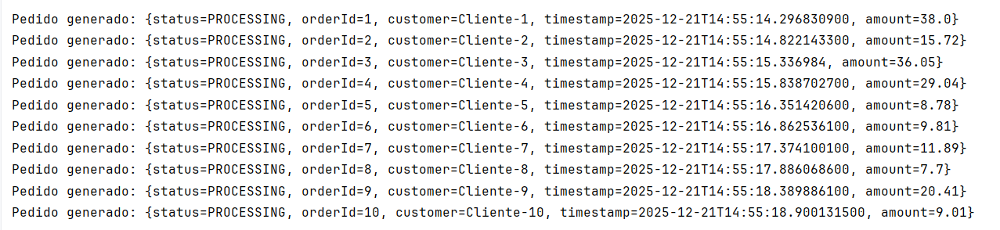 Pedido generado: {status=PROCESSING, orderId=1, customer=Cliente-1, timestamp=2025-12-21T14:55:14.296830900, amount=38.0}
Pedido generado: {status=PROCESSING, orderId=2, customer=Cliente-2, timestamp=2025-12-21T14:55:14.822143300, amount=15.72}
Pedido generado: {status=PROCESSING, orderId=3, customer=Cliente-3, timestamp=2025-12-21T14:55:15.336984, amount=36.05}
Pedido generado: {status=PROCESSING, orderId=4, customer=Cliente-4, timestamp=2025-12-21T14:55:15.838702700, amount=29.04}
Pedido generado: {status=PROCESSING, orderId=5, customer=Cliente-5, timestamp=2025-12-21T14:55:16.351420600, amount=8.78}
Pedido generado: {status=PROCESSING, orderId=6, customer=Cliente-6, timestamp=2025-12-21T14:55:16.862536100, amount=9.81}
Pedido generado: {status=PROCESSING, orderId=7, customer=Cliente-7, timestamp=2025-12-21T14:55:17.374100100, amount=11.89}
Pedido generado: {status=PROCESSING, orderId=8, customer=Cliente-8, timestamp=2025-12-21T14:55:17.886068600, amount=7.7}
Pedido generado: {status=PROCESSING, orderId=9, customer=Cliente-9, timestamp=2025-12-21T14:55:18.389886100, amount=20.41}
Pedido generado: {status=PROCESSING, orderId=10, customer=Cliente-10, timestamp=2025-12-21T14:55:18.900131500, amount=9.01}